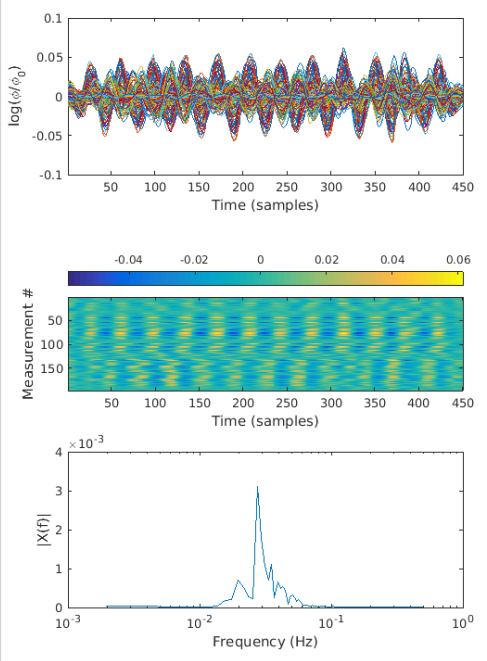 0.1
0.05
0
-0.05
-0.1
log(ϕ/ϕ₀)
50 100 150 200 250 300 350 400 450
Time (samples)
-0.04 -0.02 0 0.02 0.04 0.06
Measurement #
50
100
150
50 100 150 200 250 300 350 400 450
Time (samples)
×10⁻³
4
3
2
1
0
|X(f)|
10⁻³ 10⁻² 10⁻¹ 10⁰
Frequency (Hz)